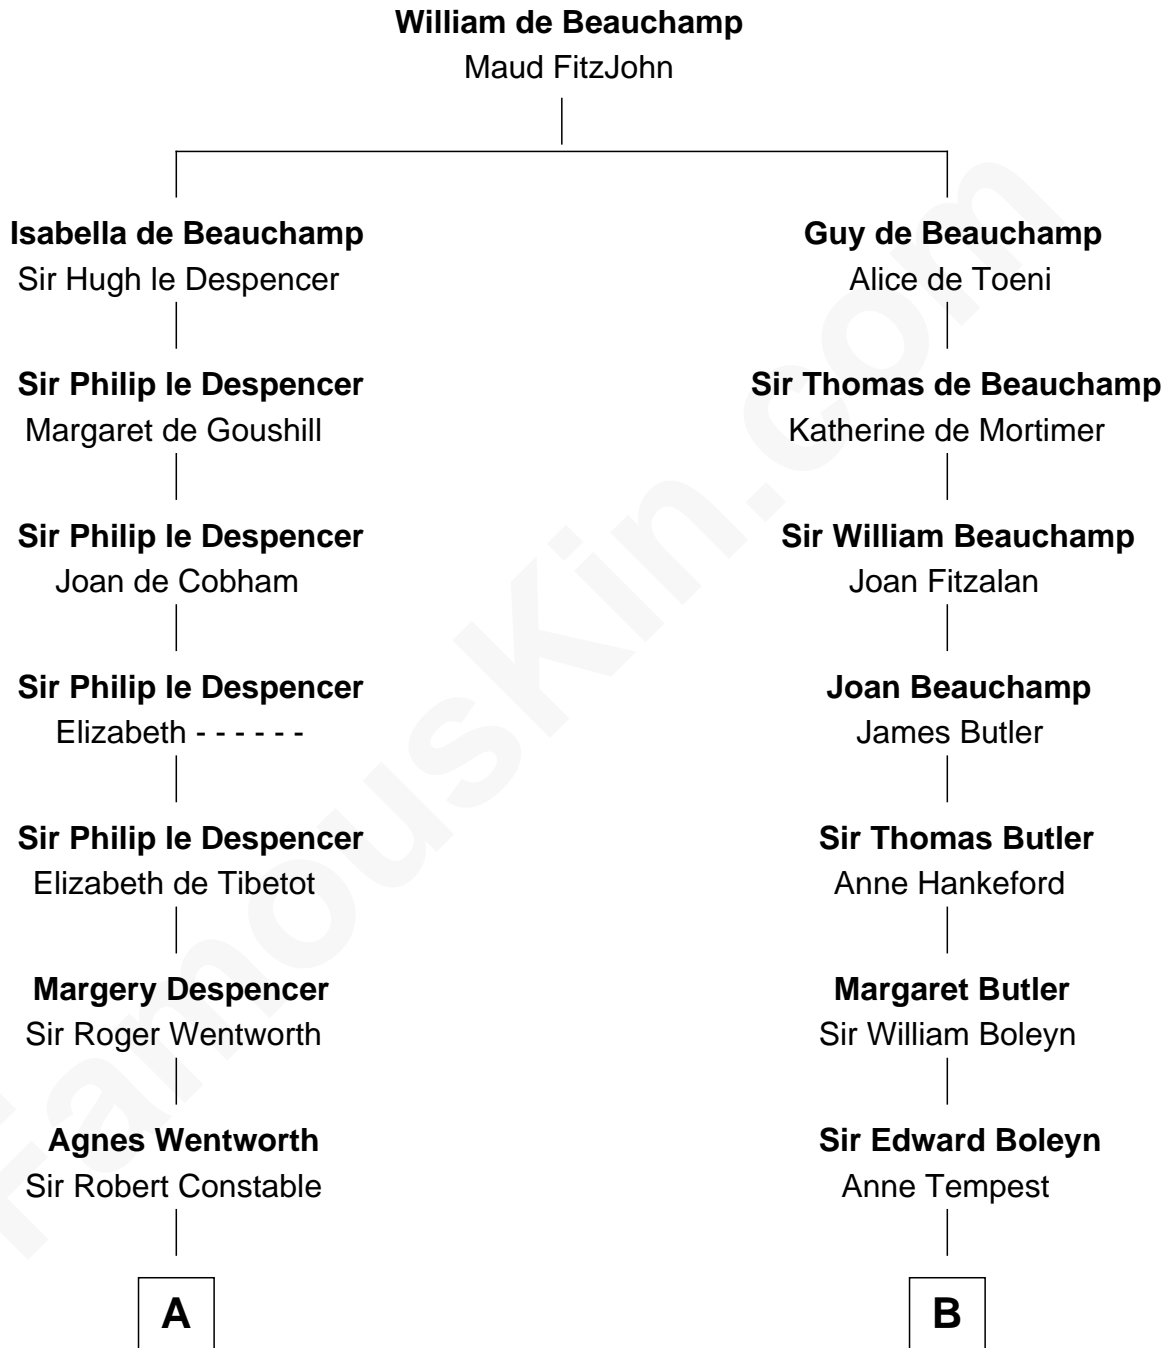 William de Beauchamp
Maud FitzJohn
Isabella de Beauchamp
Sir Hugh le Despencer
Guy de Beauchamp
Alice de Toeni
Sir Philip le Despencer
Margaret de Goushill
Sir Thomas de Beauchamp
Katherine de Mortimer
Sir Philip le Despencer
Joan de Cobham
Sir William Beauchamp
Joan Fitzalan
Sir Philip le Despencer
Elizabeth - - - - - -
Joan Beauchamp
James Butler
Sir Philip le Despencer
Elizabeth de Tibetot
Sir Thomas Butler
Anne Hankeford
Margery Despencer
Sir Roger Wentworth
Margaret Butler
Sir William Boleyn
Agnes Wentworth
Sir Robert Constable
Sir Edward Boleyn
Anne Tempest
A
B
FamousKin.com